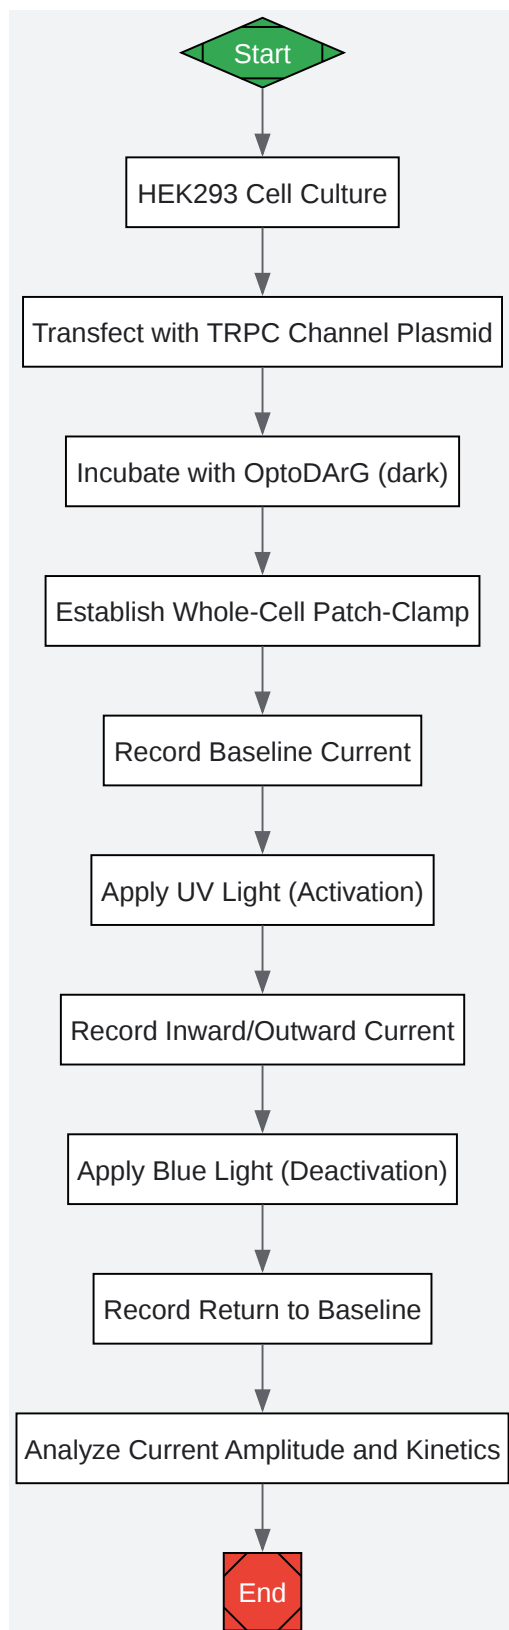 Start
HEK293 Cell Culture
Transfect with TRPC Channel Plasmid
Incubate with OptoDArG (dark)
Establish Whole-Cell Patch-Clamp
Record Baseline Current
Apply UV Light (Activation)
Record Inward/Outward Current
Apply Blue Light (Deactivation)
Record Return to Baseline
Analyze Current Amplitude and Kinetics
End